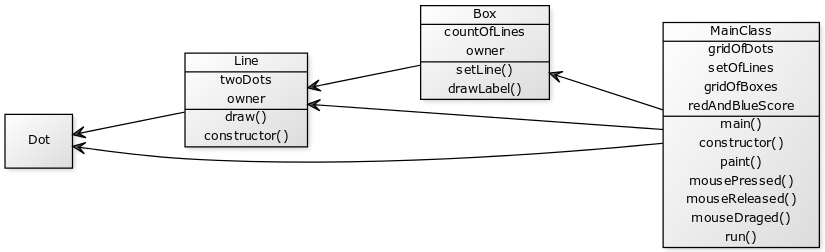 Dot
Line
twoDots
owner
draw()
constructor()
Box
countOfLines
owner
setLine()
drawLabel()
MainClass
gridOfDots
setOfLines
gridOfBoxes
redAndBlueScore
main()
constructor()
paint()
mousePressed()
mouseReleased()
mouseDraged()
run()